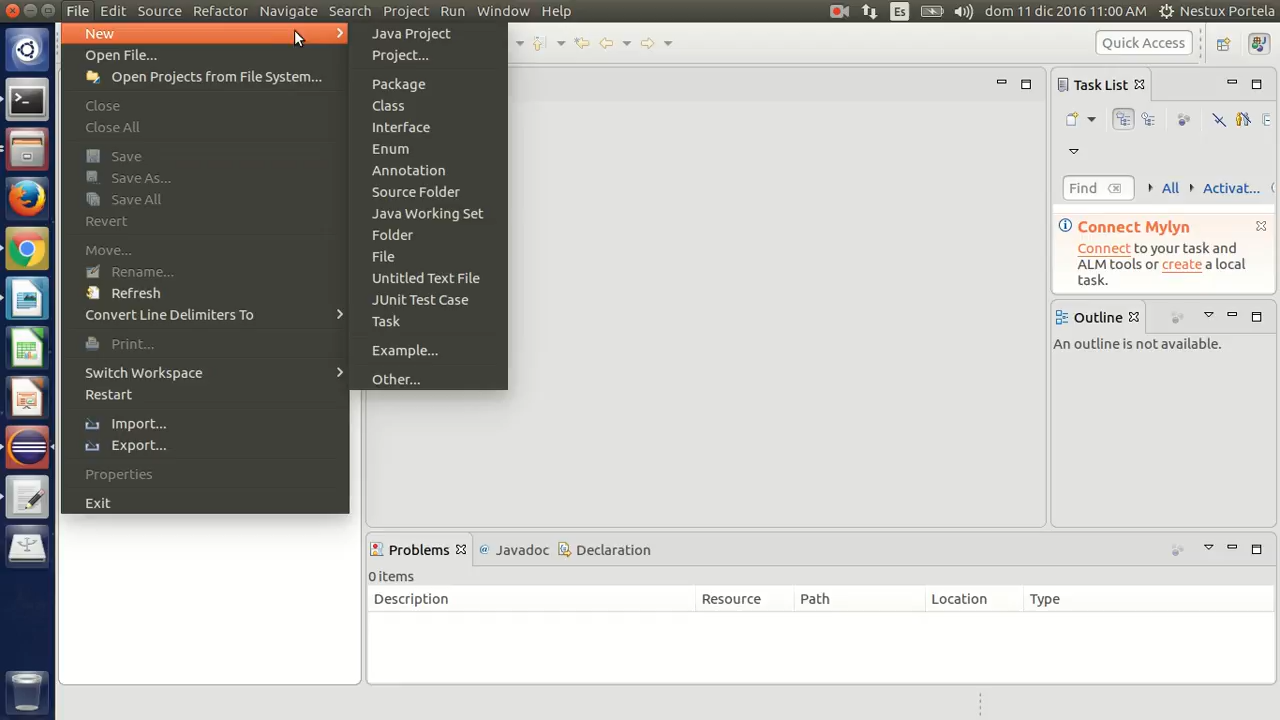 File Edit Source Refactor Navigate Search Project Run Window Help
Es
dom 11 dic 2016 11:00 AM
Nestux Portela
New
Open File...
Open Projects from File System...
Close
Close All
Save
Save As...
Save All
Revert
Move...
Rename...
Refresh
Convert Line Delimiters To
Print...
Switch Workspace
Restart
Import...
Export...
Properties
Exit
Java Project
Project...
Package
Class
Interface
Enum
Annotation
Source Folder
Java Working Set
Folder
File
Untitled Text File
JUnit Test Case
Task
Example...
Other...
Quick Access
Task List
Find
All
Activat...
Connect Mylyn
Connect to your task and
ALM tools or create a local
task.
Outline
An outline is not available.
Problems
Javadoc
Declaration
0 items
Description Resource Path Location Type